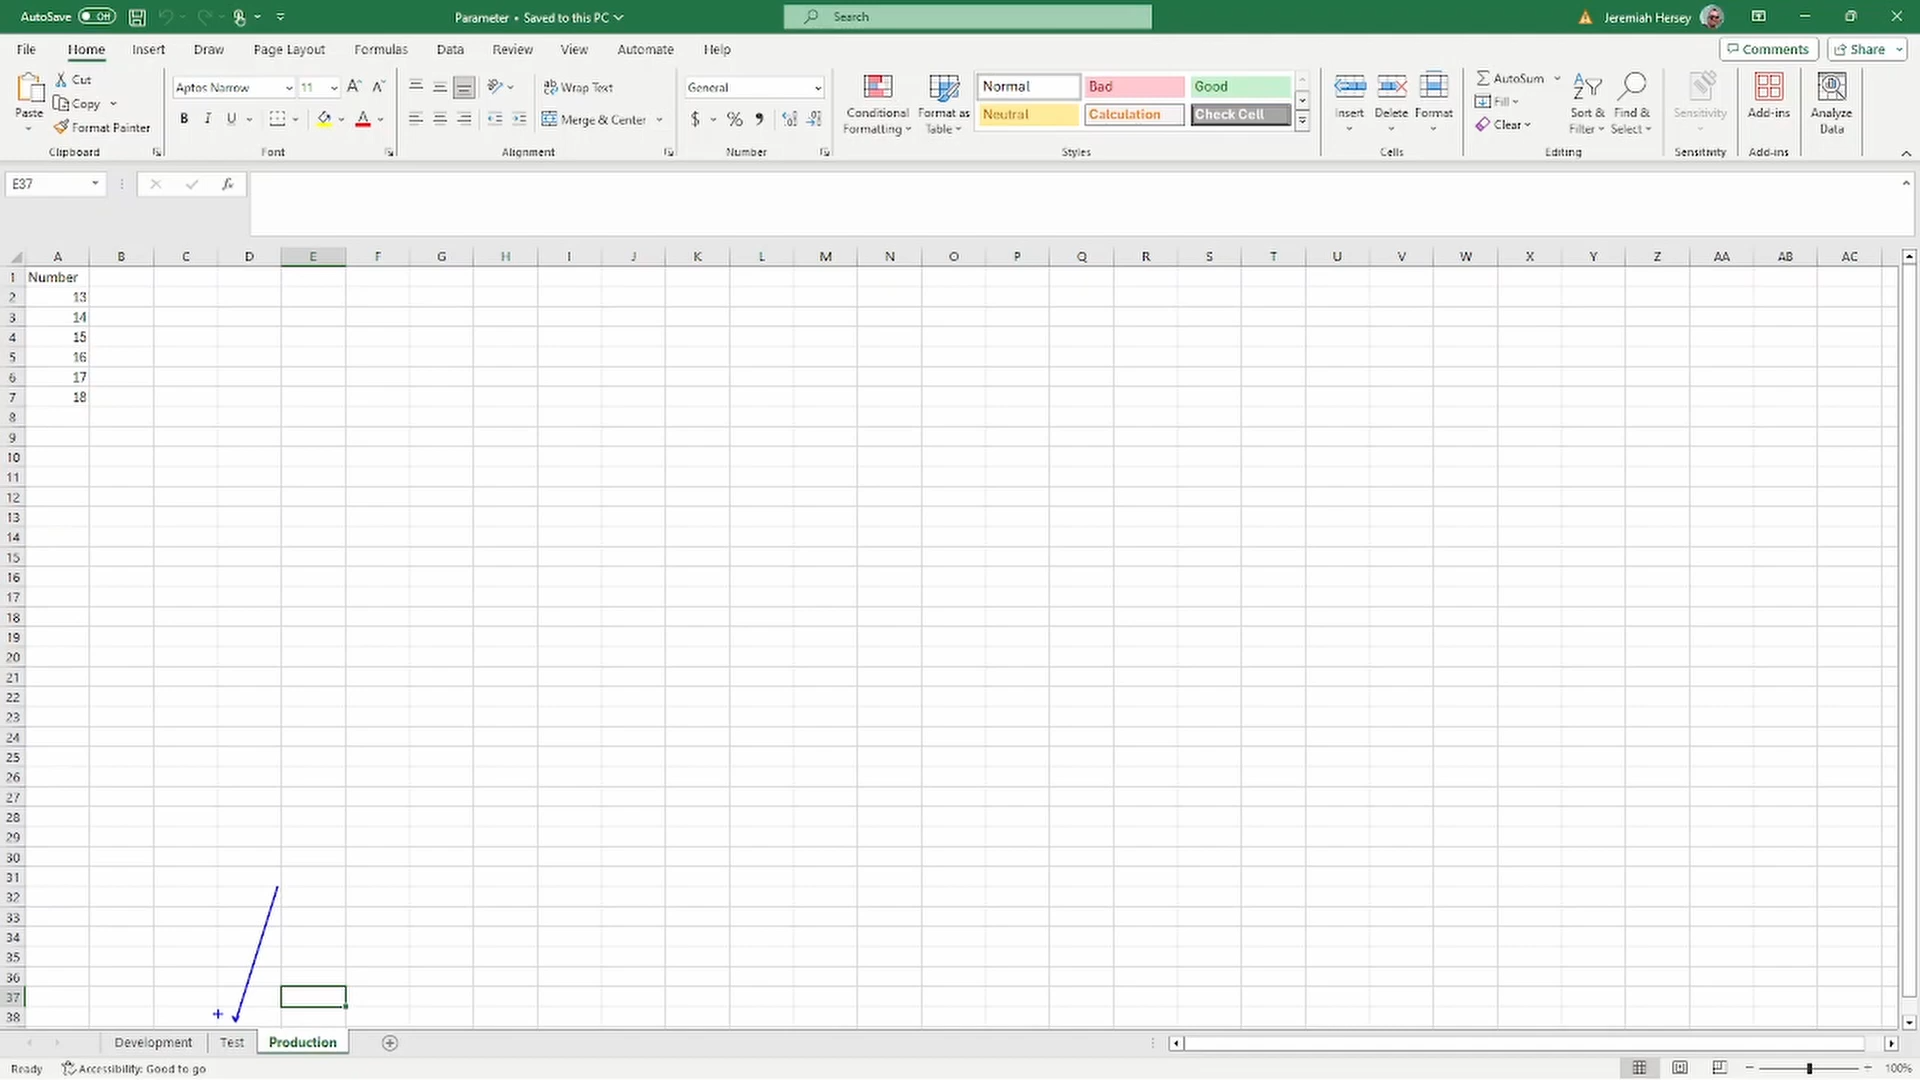 AutoSave Off Parameter • Saved to this PC Search Jeremiah Hersey
File Home Insert Draw Page Layout Formulas Data Review View Automate Help Comments Share
Paste Cut Copy Format Painter
Clipboard
Aptos Narrow 11 A A
B I U A
Font
Wrap Text
Merge & Center
Alignment
General
$ % 9
Number
Conditional Formatting
Format as Table
Normal Bad Good
Neutral Calculation Check Cell
Styles
Insert Delete Format
Cells
AutoSum
Fill
Clear
Sort & Filter
Find & Select
Editing
Sensitivity
Sensitivity
Add-ins
Add-ins
Analyze Data
E37 fx
A B C D E F G H I J K L M N O P Q R S T U V W X Y Z AA AB AC
1 Number
2 13
3 14
4 15
5 16
6 17
7 18
8
9
10
11
12
13
14
15
16
17
18
19
20
21
22
23
24
25
26
27
28
29
30
31
32
33
34
35
36
37
38
Development Test Production
Ready Accessibility: Good to go 100%